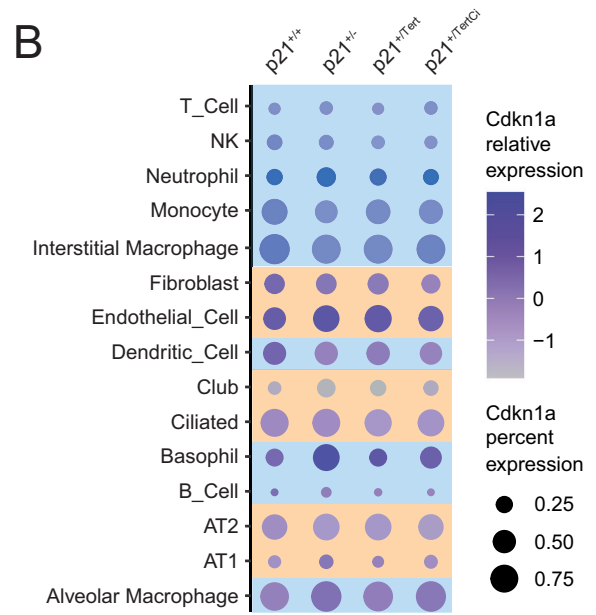 B
p21+/+ p21+/- p21+/Tert p21+/TertCi
T_Cell
NK
Neutrophil
Monocyte
Interstitial Macrophage
Fibroblast
Endothelial_Cell
Dendritic_Cell
Club
Ciliated
Basophil
B_Cell
AT2
AT1
Alveolar Macrophage
Cdkn1a
relative
expression
2
1
0
−1
Cdkn1a
percent
expression
0.25
0.50
0.75